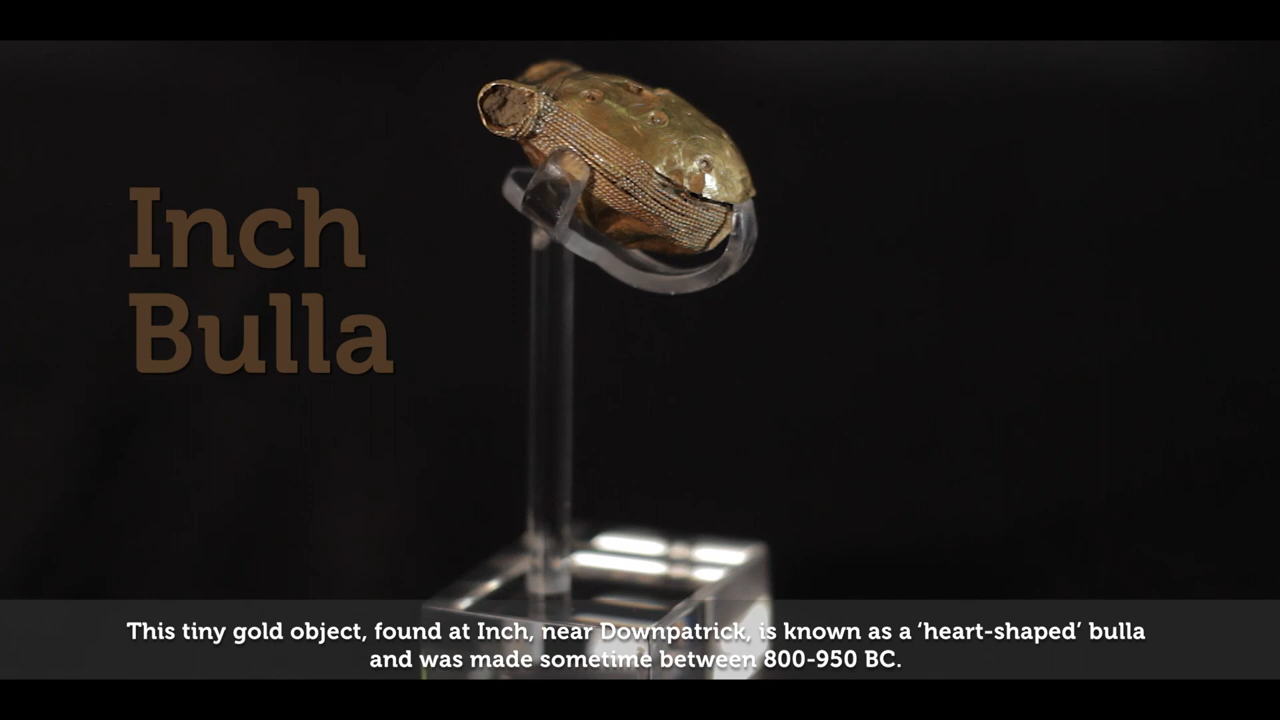 Inch
Bulla
This tiny gold object, found at Inch, near Downpatrick, is known as a ‘heart-shaped’ bulla
and was made sometime between 800-950 BC.